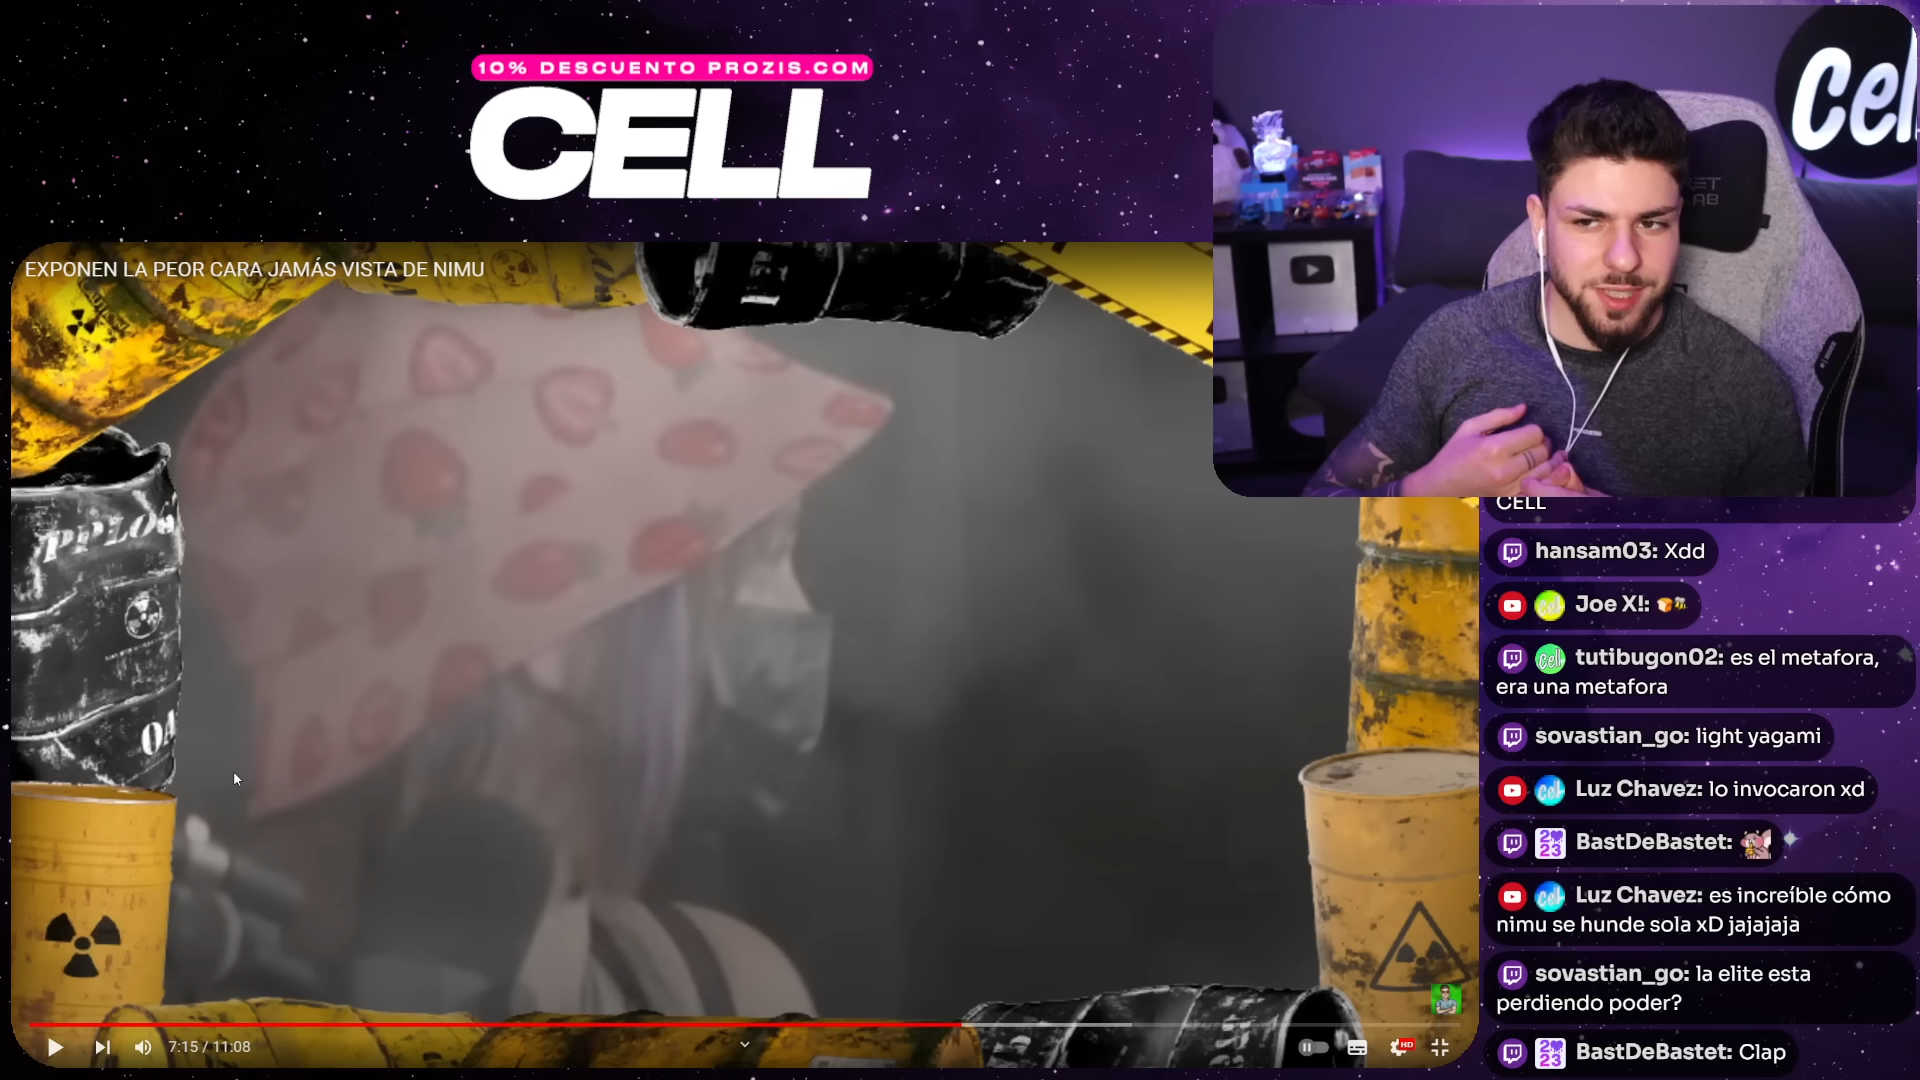 10% DESCUENTO PROZIS.COM
CELL
Cel
EXPONEN LA PEOR CARA JAMÁS VISTA DE NIMU
CELL
hansam03: Xdd
Joe X!: 🍞🐝
tutibugon02: es el metafora,
era una metafora
sovastian_go: light yagami
Luz Chavez: lo invocaron xd
BastDeBastet:
Luz Chavez: es increíble cómo
nimu se hunde sola xD jajajaja
sovastian_go: la elite esta
perdiendo poder?
BastDeBastet: Clap
7:15 / 11:08
HD